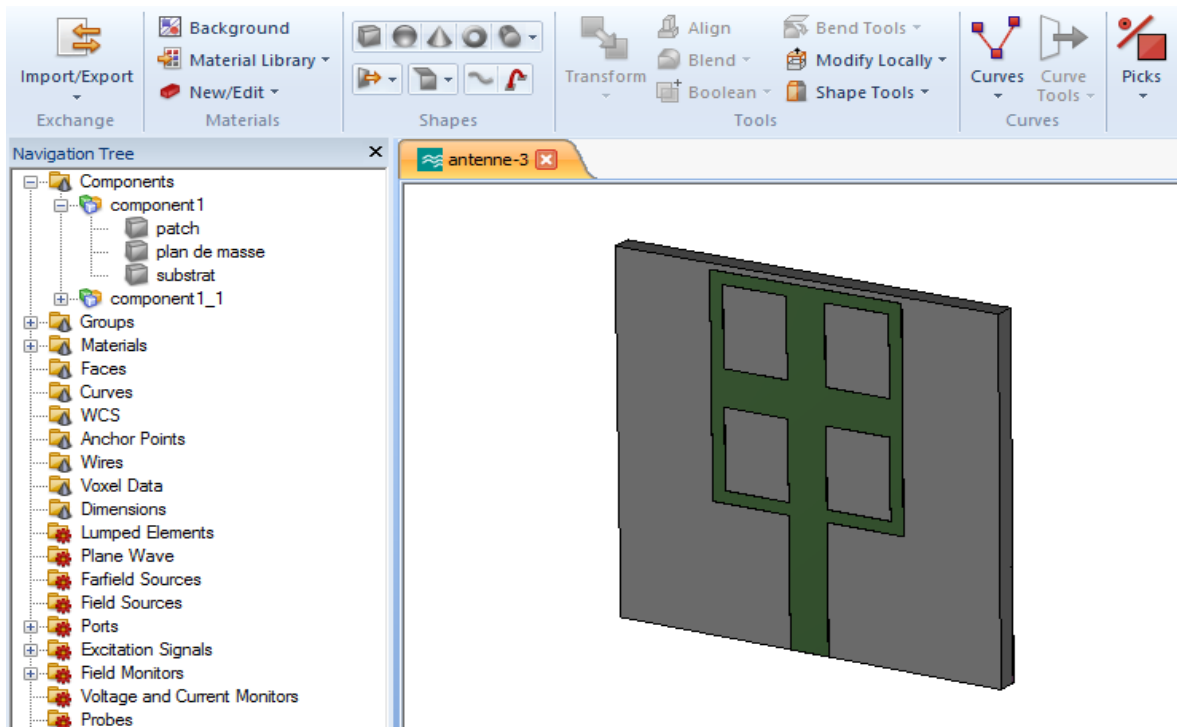 Import/Export
Exchange
Background
Material Library
New/Edit
Materials
Shapes
Transform
Align
Blend
Boolean
Bend Tools
Modify Locally
Shape Tools
Tools
Curves
Curve
Tools
Curves
Picks
Navigation Tree
antenne-3
Components
component1
patch
plan de masse
substrat
component1_1
Groups
Materials
Faces
Curves
WCS
Anchor Points
Wires
Voxel Data
Dimensions
Lumped Elements
Plane Wave
Farfield Sources
Field Sources
Ports
Excitation Signals
Field Monitors
Voltage and Current Monitors
Probes